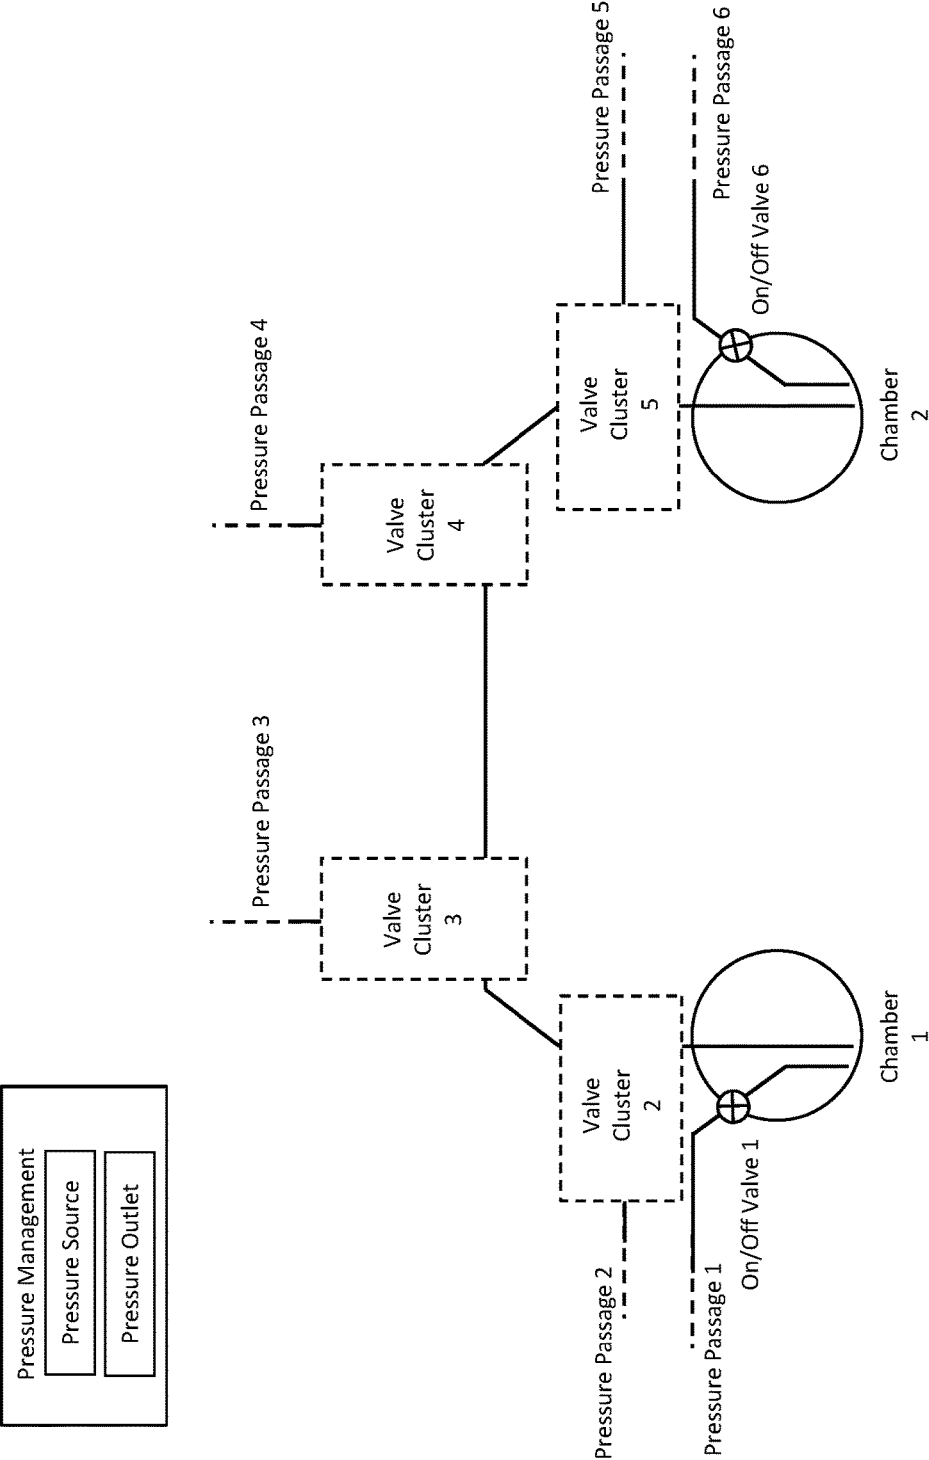 Pressure Management
Pressure Source
Pressure Outlet
Pressure Passage 3
Pressure Passage 4
Valve
Cluster
3
Valve
Cluster
4
Valve
Cluster
2
Valve
Cluster
5
Pressure Passage 2
Pressure Passage 5
Pressure Passage 1
Pressure Passage 6
On/Off Valve 1
On/Off Valve 6
Chamber
1
Chamber
2